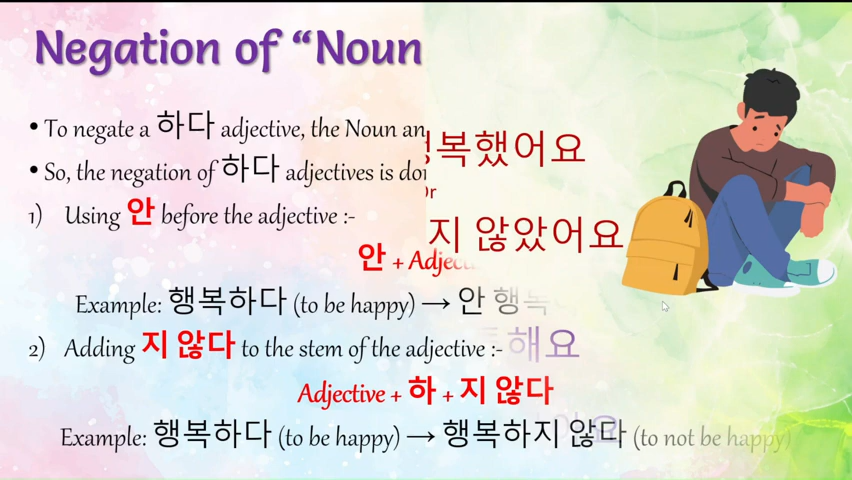 Negation of “Noun
• To negate a 하다 adjective, the Noun
복했어요
• So, the negation of 하다 adjectives is
Or
1) Using 안 before the adjective :-
지 않았어요
안 +
Example: 행복하다 (to be happy) → 안
2) Adding 지 않다 to the stem of the adjective :-
해요
Adjective + 하 + 지 않다
Example: 행복하다 (to be happy) → 행복하지 않다 (to not be happy)